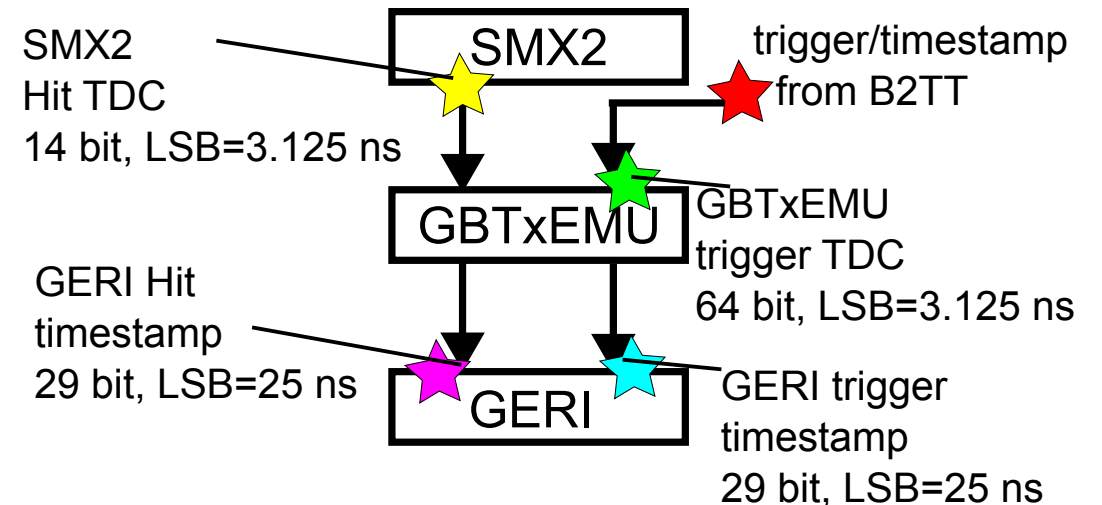 SMX2
Hit TDC
14 bit, LSB=3.125 ns
SMX2
trigger/timestamp
from B2TT
GBTxEMU
GBTxEMU
trigger TDC
64 bit, LSB=3.125 ns
GERI Hit
timestamp
29 bit, LSB=25 ns
GERI
GERI trigger
timestamp
29 bit, LSB=25 ns